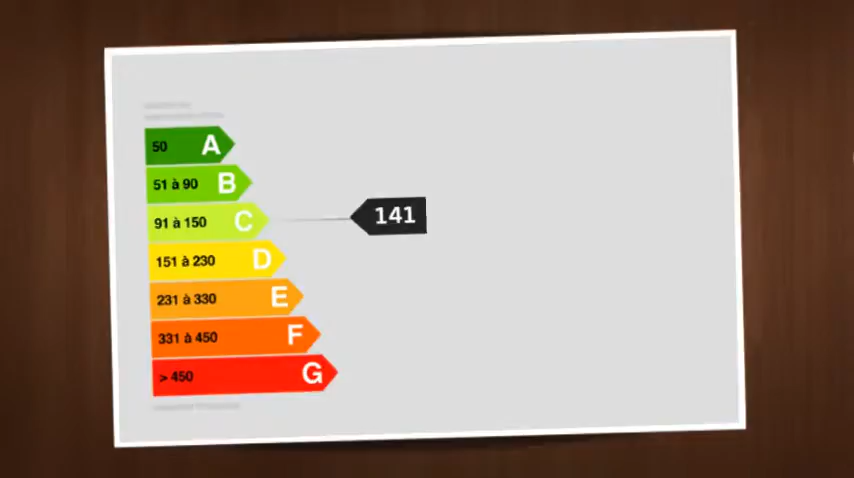 50 A
51 à 90 B
91 à 150 C
141
151 à 230 D
231 à 330 E
331 à 450 F
> 450 G